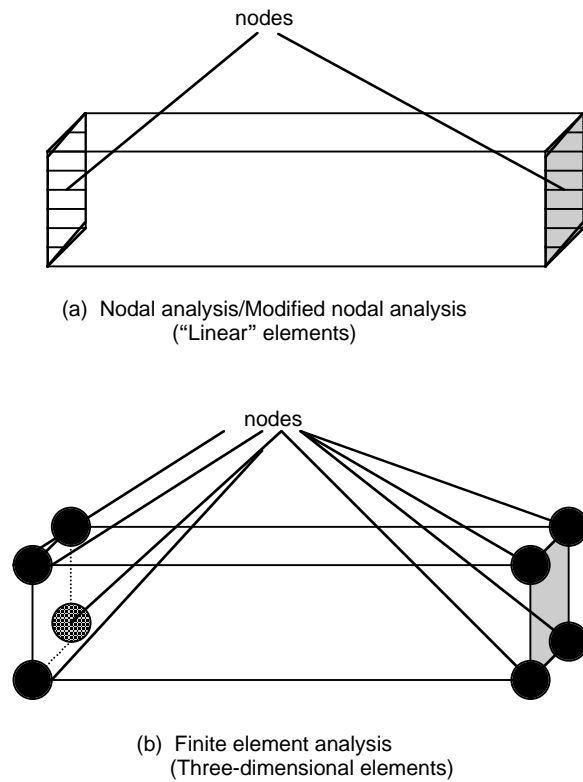 nodes
(a) Nodal analysis/Modified nodal analysis
(“Linear” elements)
nodes
(b) Finite element analysis
(Three-dimensional elements)